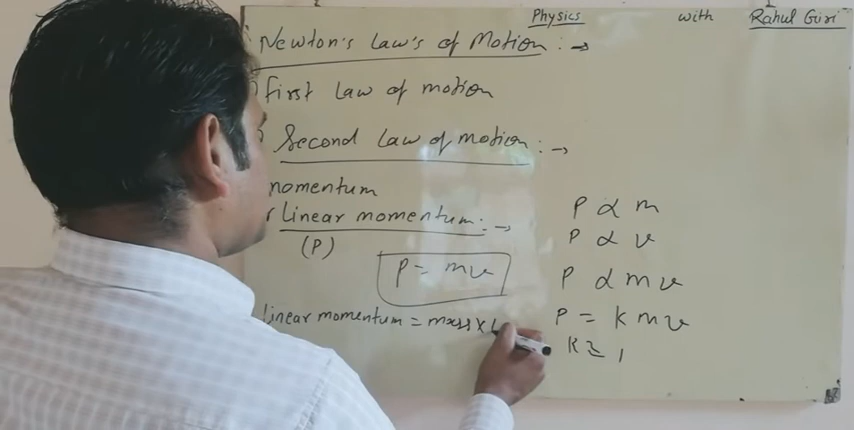 Physics with Rahul Giri
Newton's Law's of Motion :→
First Law of motion
Second Law of motion :→
momentum
linear momentum :→
(P)
P = mv
linear momentum = mass ×
P ∝ m
P ∝ v
P ∝ m v
P = k m v
K = 1